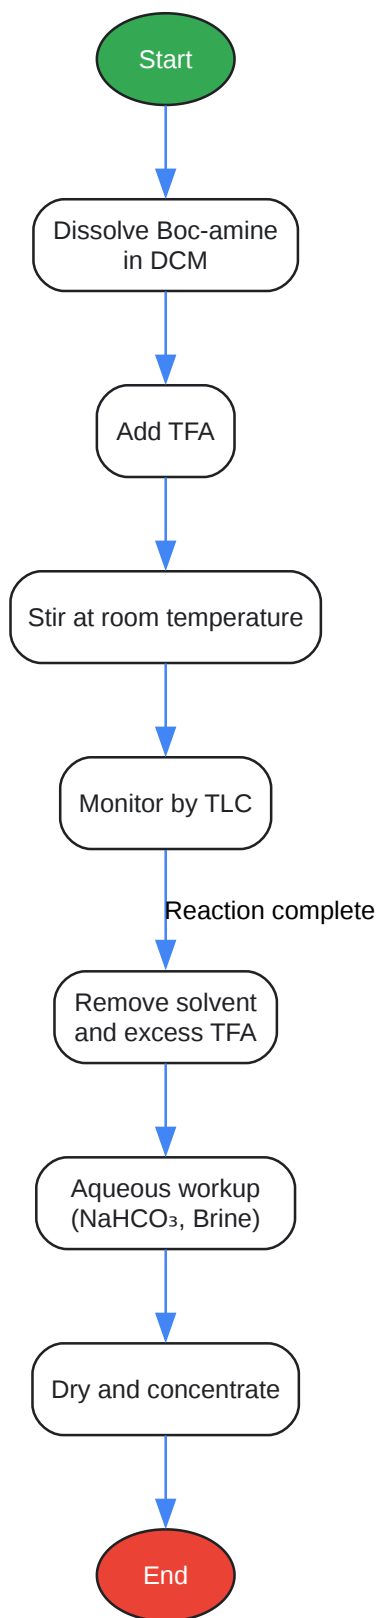 Start
Dissolve Boc-amine
in DCM
Add TFA
Stir at room temperature
Monitor by TLC
Reaction complete
Remove solvent
and excess TFA
Aqueous workup
(NaHCO₃, Brine)
Dry and concentrate
End